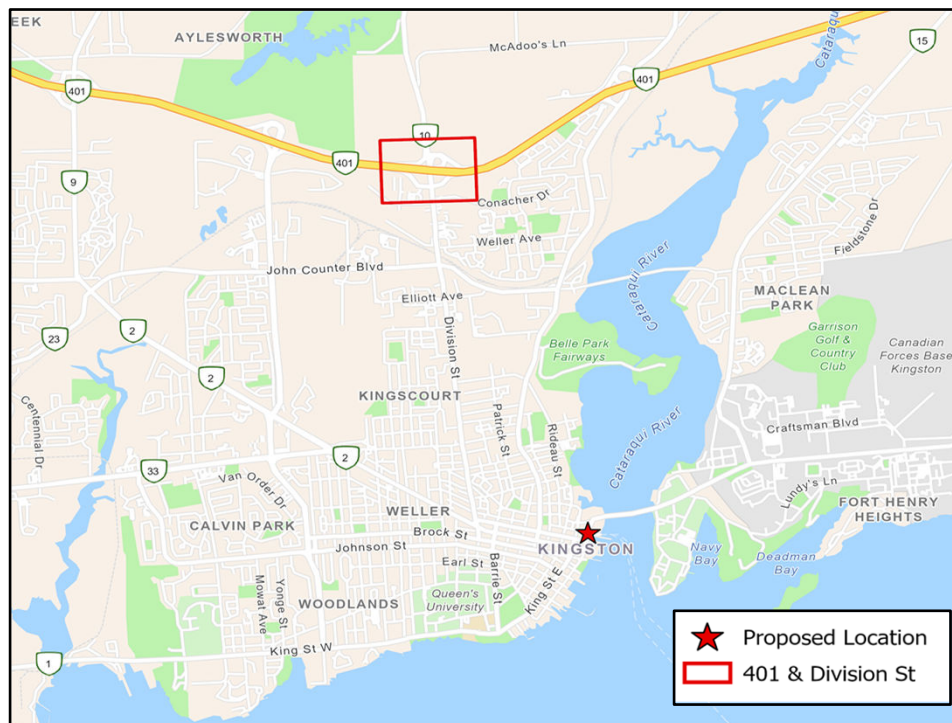 EEK
AYLESWORTH
McAdoo's Ln
15
Cataraqui
401
401
10
401
9
Conacher Dr
Weller Ave
Fieldstone Dr
John Counter Blvd
Cataraqui River
Elliott Ave
MACLEAN
PARK
2
23
Division St
Belle Park
Fairways
Garrison
Golf &
Country
Club
Canadian
Forces Base
Kingston
2
KINGSCOURT
Centennial Dr
Patrick St
Rideau St
Cataraqui River
Craftsman Blvd
2
33
Van Order Dr
Lundy's Ln
FORT HENRY
HEIGHTS
WELLER
CALVIN PARK
Brock St
Johnson St
KINGSTON
Navy
Bay
Deadman
Bay
Earl St
Barrie St
King St E
Queen's
University
Yonge St
Mowat Ave
WOODLANDS
King St W
1
Proposed Location
401 & Division St